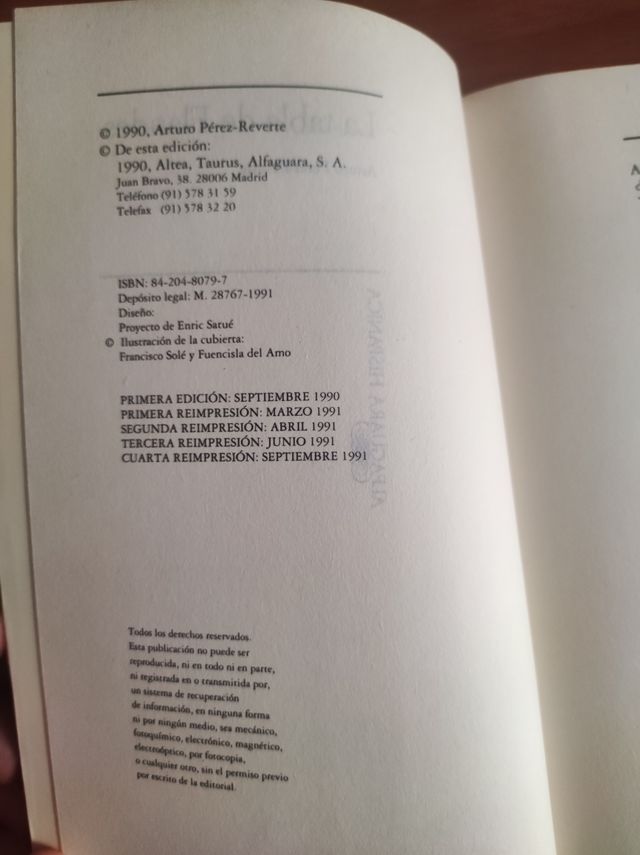 © 1990, Arturo Pérez-Reverte
© De esta edición:
1990, Altea, Taurus, Alfaguara, S. A.
Juan Bravo, 38. 28006 Madrid
Teléfono (91) 578 31 59
Telefax (91) 578 32 20
ISBN: 84-204-8079-7
Depósito legal: M. 28767-1991
Diseño:
Proyecto de Enric Satué
© Ilustración de la cubierta:
Francisco Solé y Fuencisla del Amo
PRIMERA EDICIÓN: SEPTIEMBRE 1990
PRIMERA REIMPRESIÓN: MARZO 1991
SEGUNDA REIMPRESIÓN: ABRIL 1991
TERCERA REIMPRESIÓN: JUNIO 1991
CUARTA REIMPRESIÓN: SEPTIEMBRE 1991
ALFAGUARA HISPANICA
Todos los derechos reservados.
Esta publicación no puede ser
reproducida, ni en todo ni en parte,
ni registrada en o transmitida por,
un sistema de recuperación
de información, en ninguna forma
ni por ningún medio, sea mecánico,
fotoquímico, electrónico, magnético,
electroóptico, por fotocopia,
o cualquier otro, sin el permiso previo
por escrito de la editorial.